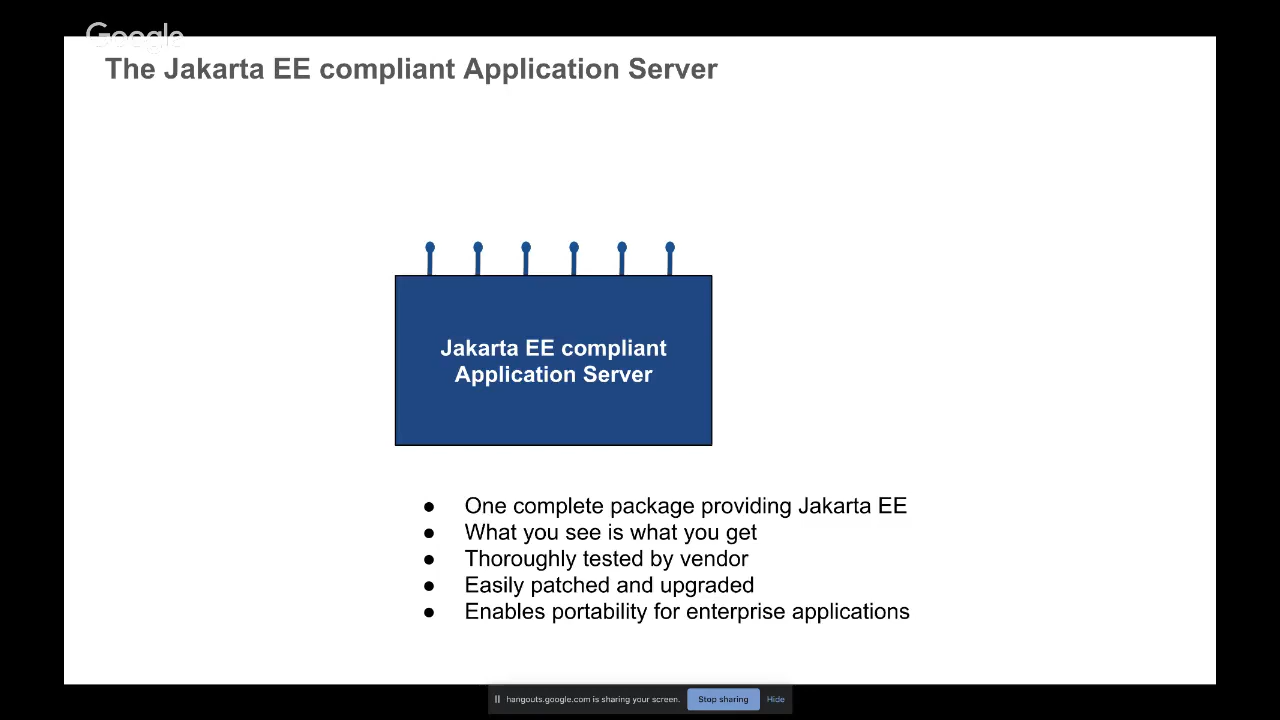 Google
The Jakarta EE compliant Application Server
Jakarta EE compliant
Application Server
● One complete package providing Jakarta EE
● What you see is what you get
● Thoroughly tested by vendor
● Easily patched and upgraded
● Enables portability for enterprise applications
hangouts.google.com is sharing your screen. Stop sharing Hide